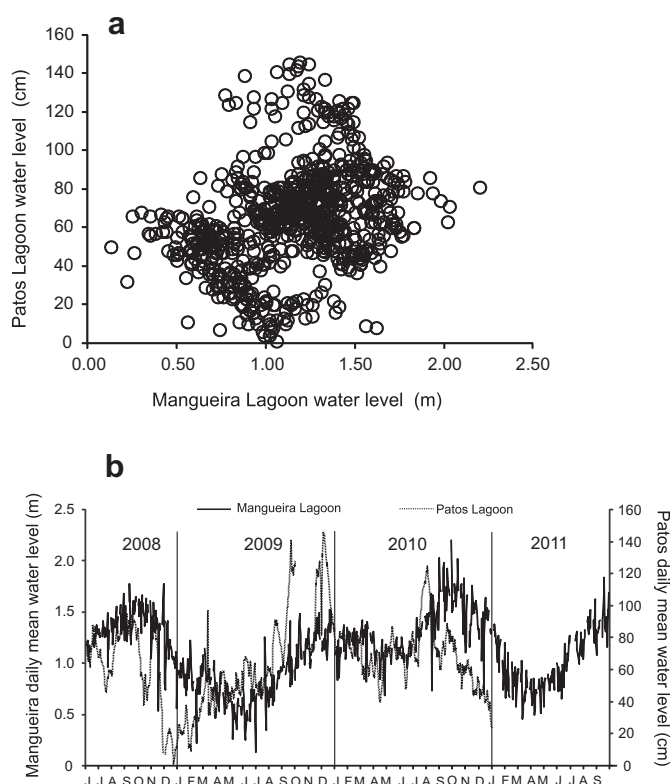 a
160
140
120
100
80
60
40
20
0
Patos Lagoon water level (cm)
0.00 0.50 1.00 1.50 2.00 2.50
Mangueira Lagoon water level (m)
b
Mangueira Lagoon Patos Lagoon
2008 2009 2010 2011
2.5
2.0
1.5
1.0
0.5
0
Mangueira daily mean water level (m)
160
140
120
100
80
60
40
20
0
Patos daily mean water level (cm)
J J A S O N D J F M A M J J A S O N D J F M A M J J A S O N D J F M A M J J A S